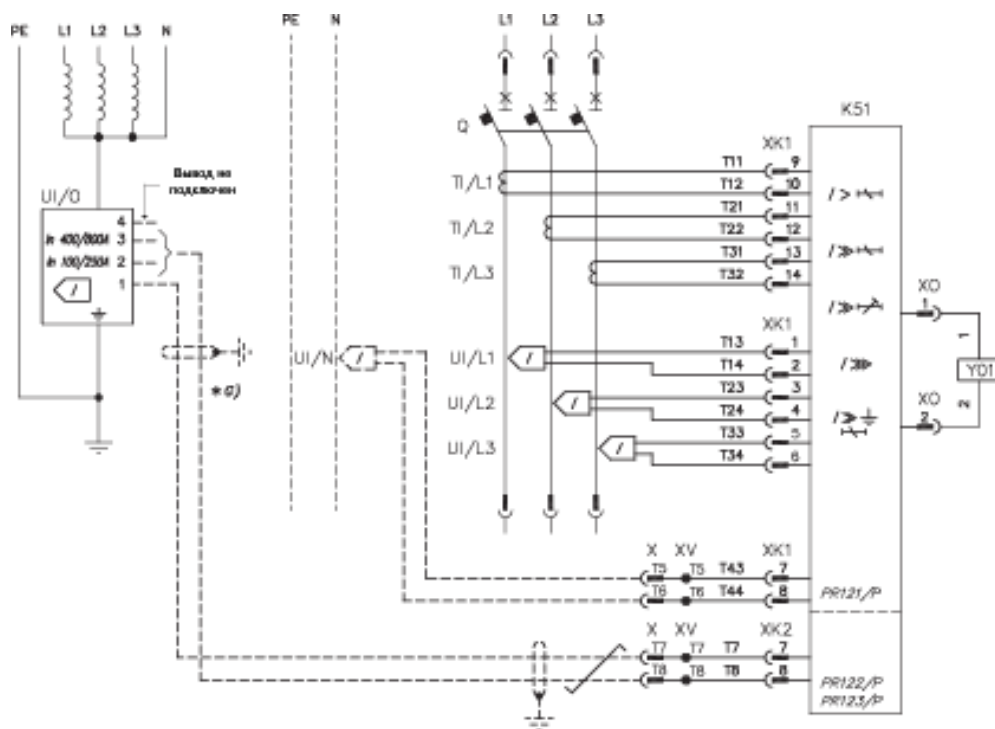 PE L1 L2 L3 N
PE N
L1 L2 L3
Q
K51
Вывод не
подключен
UI/O
4
In 400/800A 3
In 100/250A 2
1
I
* G)
UI/N I
TI/L1
TI/L2
TI/L3
XK1
T11 9
T12 10
T21 11
T22 12
T31 13
T32 14
UI/L1 I
UI/L2 I
UI/L3 I
XK1
T13 1
T14 2
T23 3
T24 4
T33 5
T34 6
I >
I >>
I >>
I >>>
I >>
XO
1
1
YO1
2
XO
2
X XV XK1
T5 T5 T43 7
T6 T6 T44 8
PR121/P
X XV XK2
T7 T7 T7 7
T8 T8 T8 8
PR122/P
PR123/P